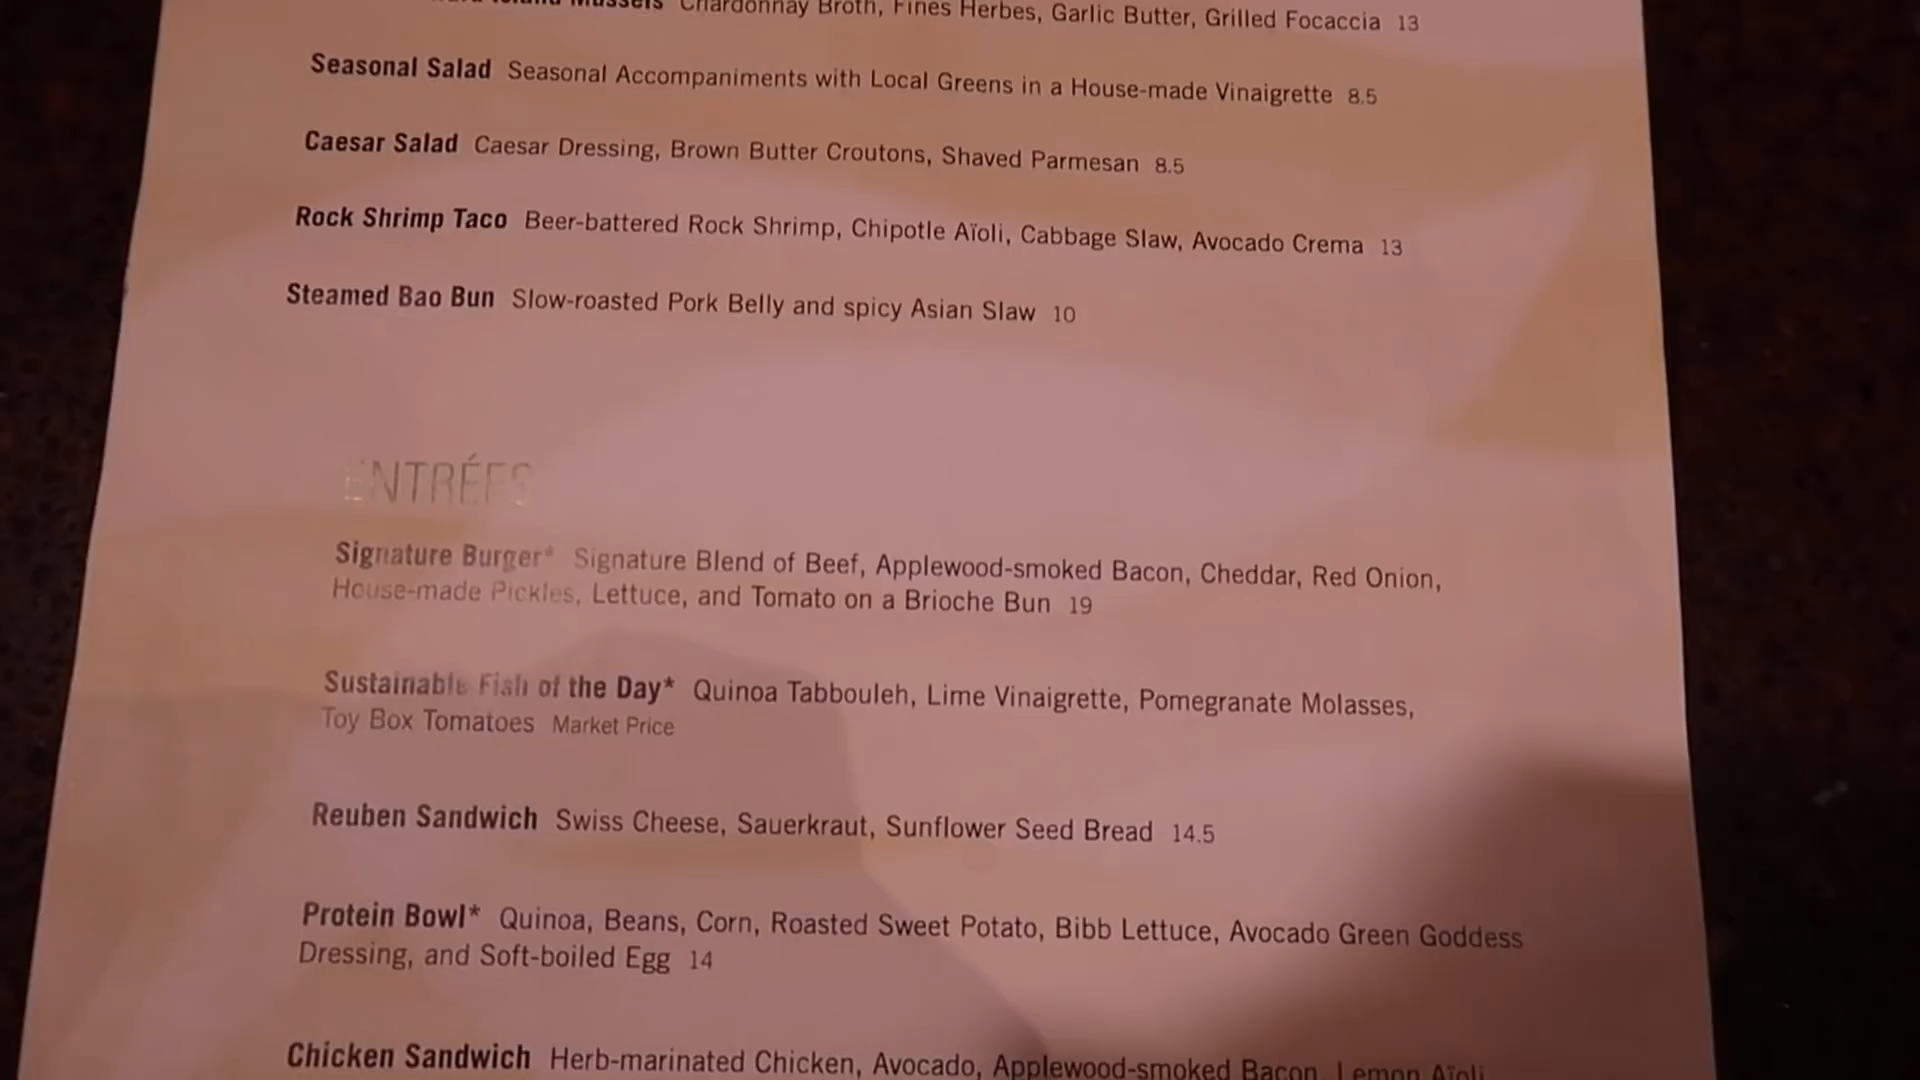 Mussels Chardonnay Broth, Fines Herbes, Garlic Butter, Grilled Focaccia 13
Seasonal Salad Seasonal Accompaniments with Local Greens in a House-made Vinaigrette 8.5
Caesar Salad Caesar Dressing, Brown Butter Croutons, Shaved Parmesan 8.5
Rock Shrimp Taco Beer-battered Rock Shrimp, Chipotle Aïoli, Cabbage Slaw, Avocado Crema 13
Steamed Bao Bun Slow-roasted Pork Belly and spicy Asian Slaw 10
ENTRÉES
Signature Burger* Signature Blend of Beef, Applewood-smoked Bacon, Cheddar, Red Onion,
House-made Pickles, Lettuce, and Tomato on a Brioche Bun 19
Sustainable Fish of the Day* Quinoa Tabbouleh, Lime Vinaigrette, Pomegranate Molasses,
Toy Box Tomatoes Market Price
Reuben Sandwich Swiss Cheese, Sauerkraut, Sunflower Seed Bread 14.5
Protein Bowl* Quinoa, Beans, Corn, Roasted Sweet Potato, Bibb Lettuce, Avocado Green Goddess
Dressing, and Soft-boiled Egg 14
Chicken Sandwich Herb-marinated Chicken, Avocado, Applewood-smoked Bacon, Lemon Aïoli